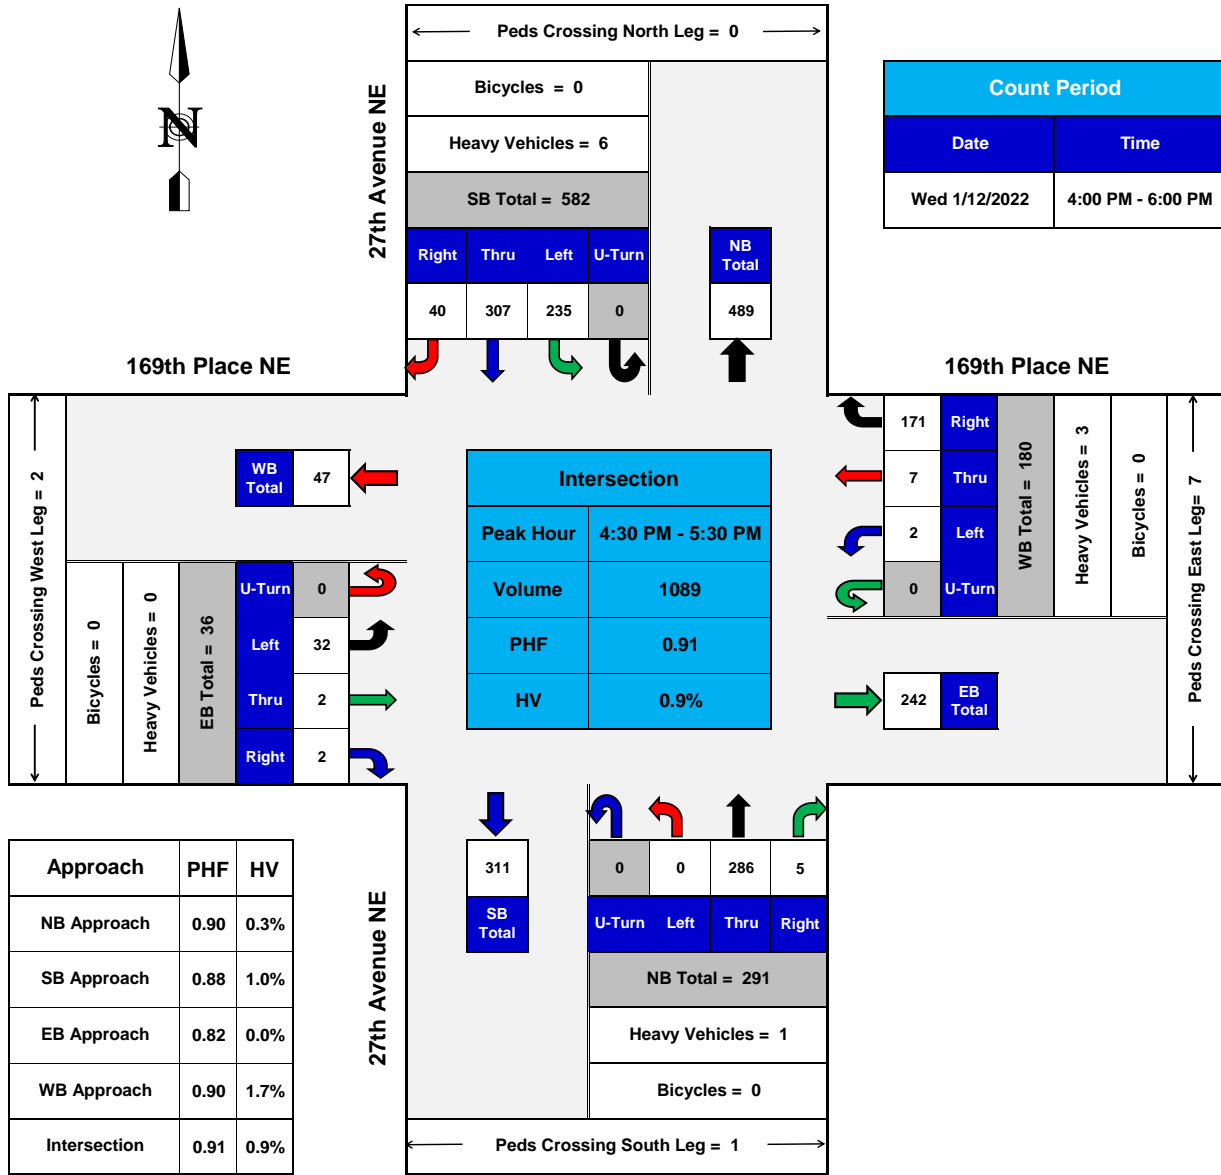 Peds Crossing North Leg = 0
N
27th Avenue NE
Bicycles = 0
Heavy Vehicles = 6
SB Total = 582
Right Thru Left U-Turn
40 307 235 0
NB
Total
489
Count Period
Date Time
Wed 1/12/2022 4:00 PM - 6:00 PM
169th Place NE
169th Place NE
Peds Crossing West Leg = 2
WB
Total
47
Bicycles = 0
Heavy Vehicles = 0
EB Total = 36
U-Turn 0
Left 32
Thru 2
Right 2
Intersection
Peak Hour 4:30 PM - 5:30 PM
Volume 1089
PHF 0.91
HV 0.9%
171 Right
7 Thru
2 Left
0 U-Turn
WB Total = 180
Heavy Vehicles = 3
Bicycles = 0
Peds Crossing East Leg= 7
242
EB
Total
Approach PHF HV
NB Approach 0.90 0.3%
SB Approach 0.88 1.0%
EB Approach 0.82 0.0%
WB Approach 0.90 1.7%
Intersection 0.91 0.9%
27th Avenue NE
311
SB
Total
0 0 286 5
U-Turn Left Thru Right
NB Total = 291
Heavy Vehicles = 1
Bicycles = 0
Peds Crossing South Leg = 1